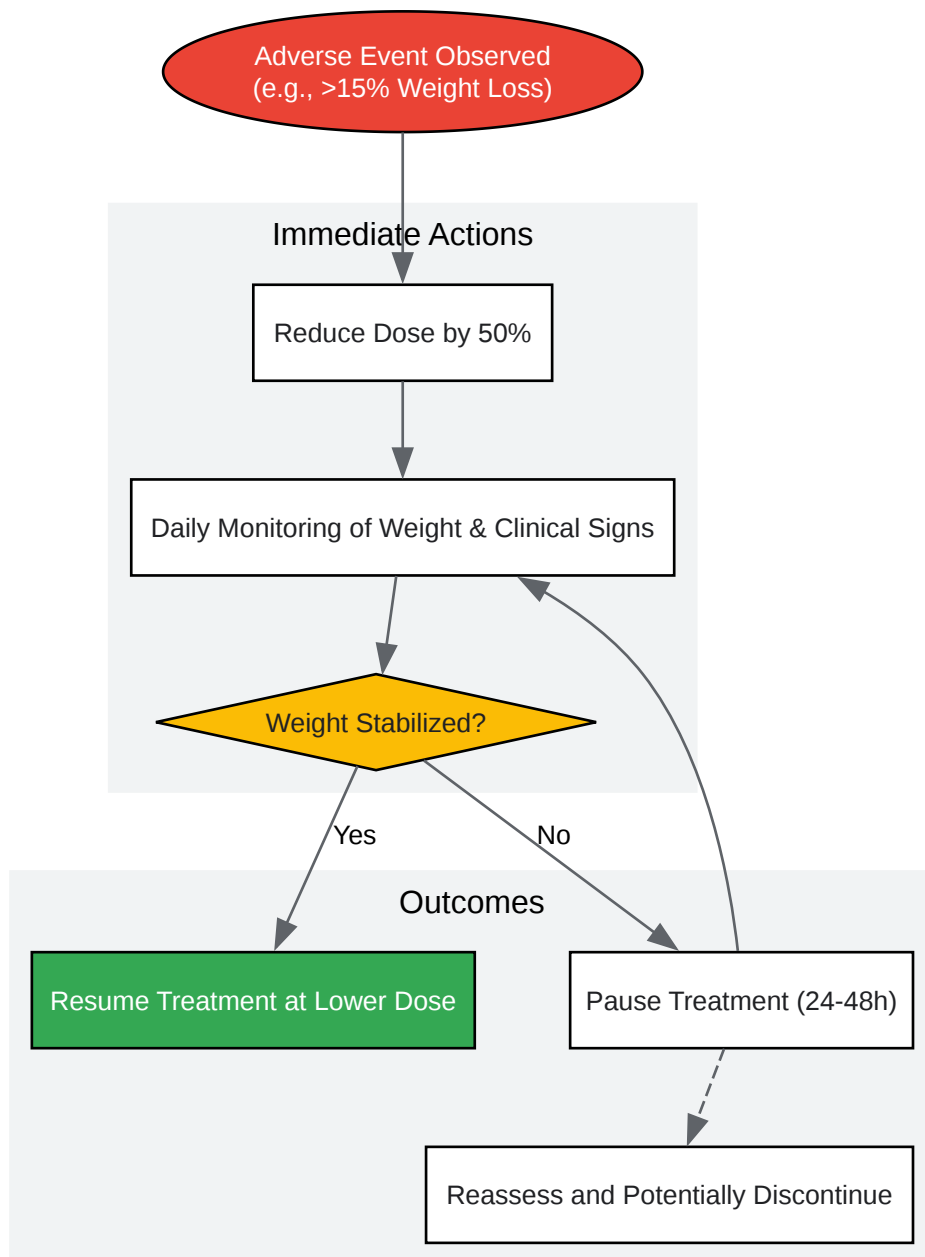 Adverse Event Observed
(e.g., >15% Weight Loss)
Immediate Actions
Reduce Dose by 50%
Daily Monitoring of Weight & Clinical Signs
Weight Stabilized?
Yes
No
Outcomes
Resume Treatment at Lower Dose
Pause Treatment (24-48h)
Reassess and Potentially Discontinue